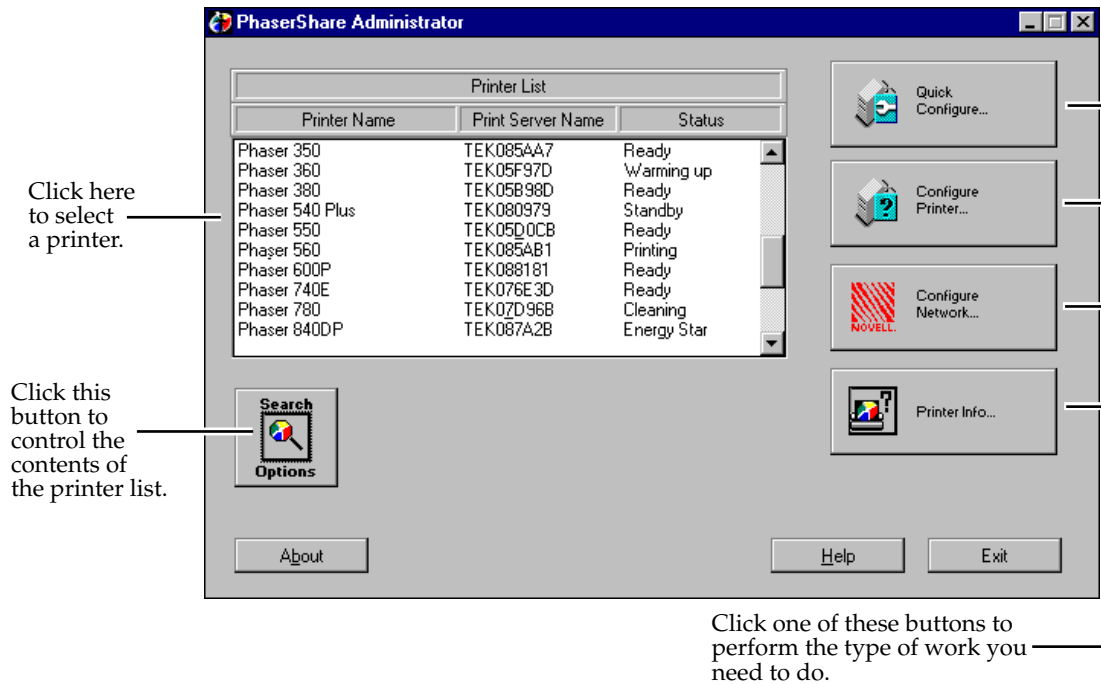 PhaserShare Administrator
Printer List
Printer Name Print Server Name Status
Phaser 350 TEK085AA7 Ready
Phaser 360 TEK05F97D Warming up
Phaser 380 TEK05B98D Ready
Phaser 540 Plus TEK080979 Standby
Phaser 550 TEK05D0CB Ready
Phaser 560 TEK085AB1 Printing
Phaser 600P TEK088181 Ready
Phaser 740E TEK076E3D Ready
Phaser 780 TEK07D96B Cleaning
Phaser 840DP TEK087A2B Energy Star
Quick
Configure...
Configure
Printer...
Configure
Network...
NOVELL.
Printer Info...
Click here
to select
a printer.
Click this
button to
control the
contents of
the printer list.
Search
Options
About
Help
Exit
Click one of these buttons to
perform the type of work you
need to do.